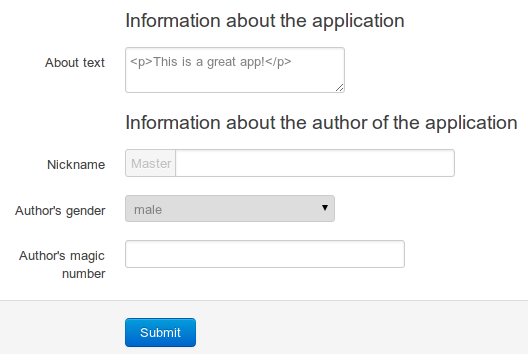 Information about the application
About text
<p>This is a great app!</p>
Information about the author of the application
Nickname
Master
Author's gender
male
Author's magic
number
Submit